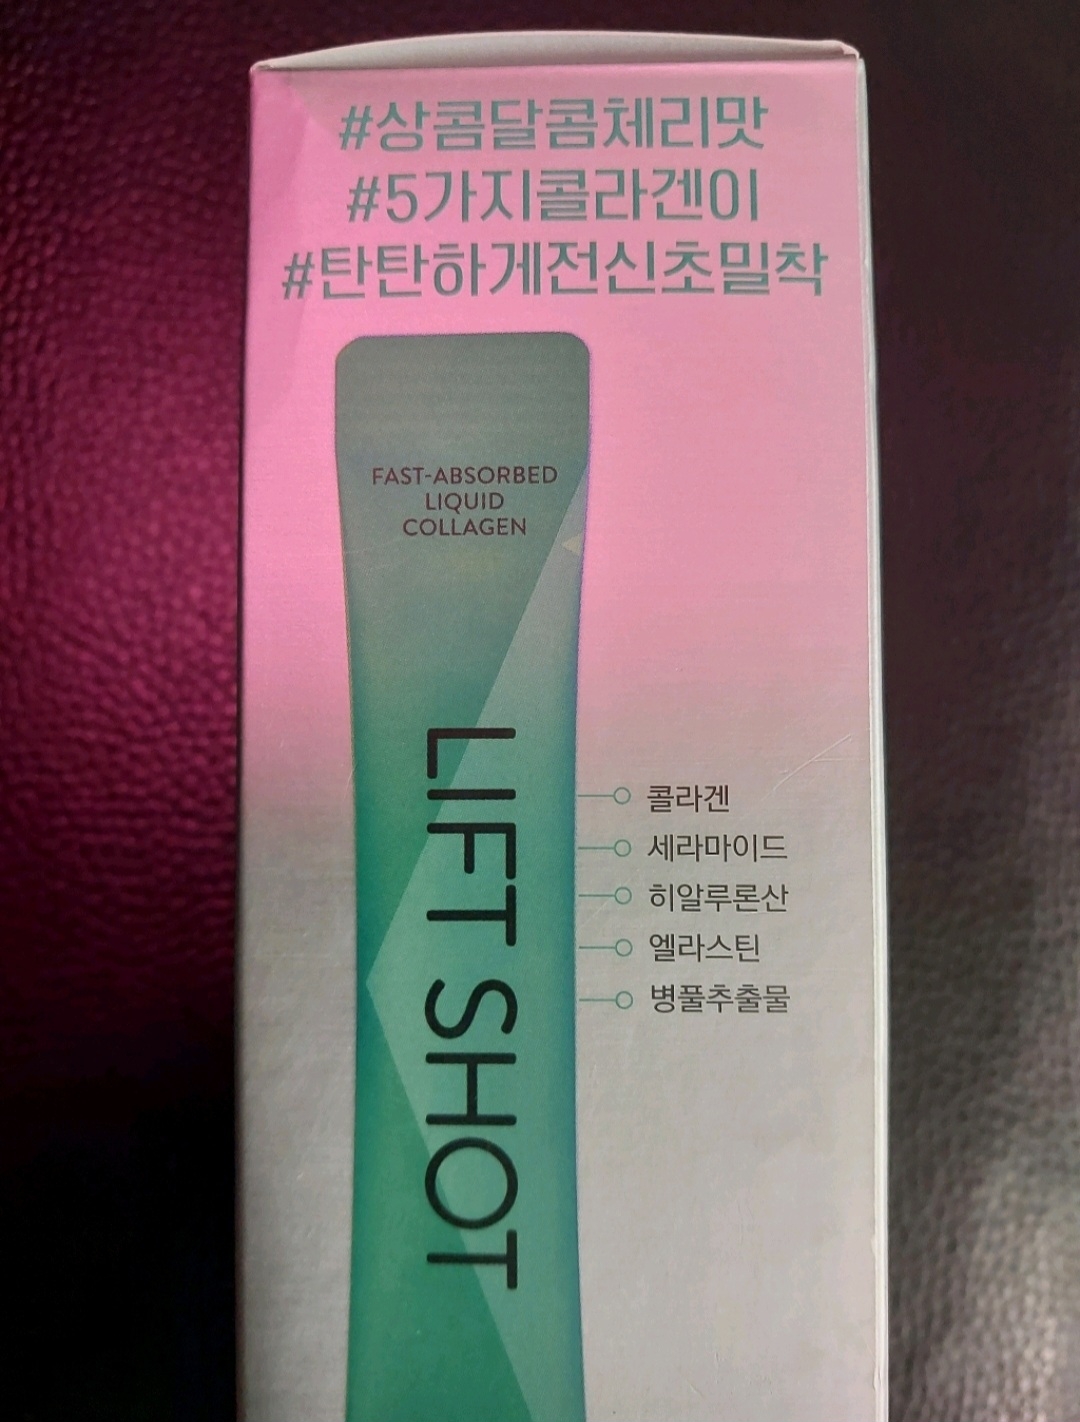 #상콤달콤체리맛
#5가지콜라겐이
#탄탄하게전신초밀착
FAST-ABSORBED
LIQUID
COLLAGEN
LIFT SHOT
콜라겐
세라마이드
히알루론산
엘라스틴
병풀추출물